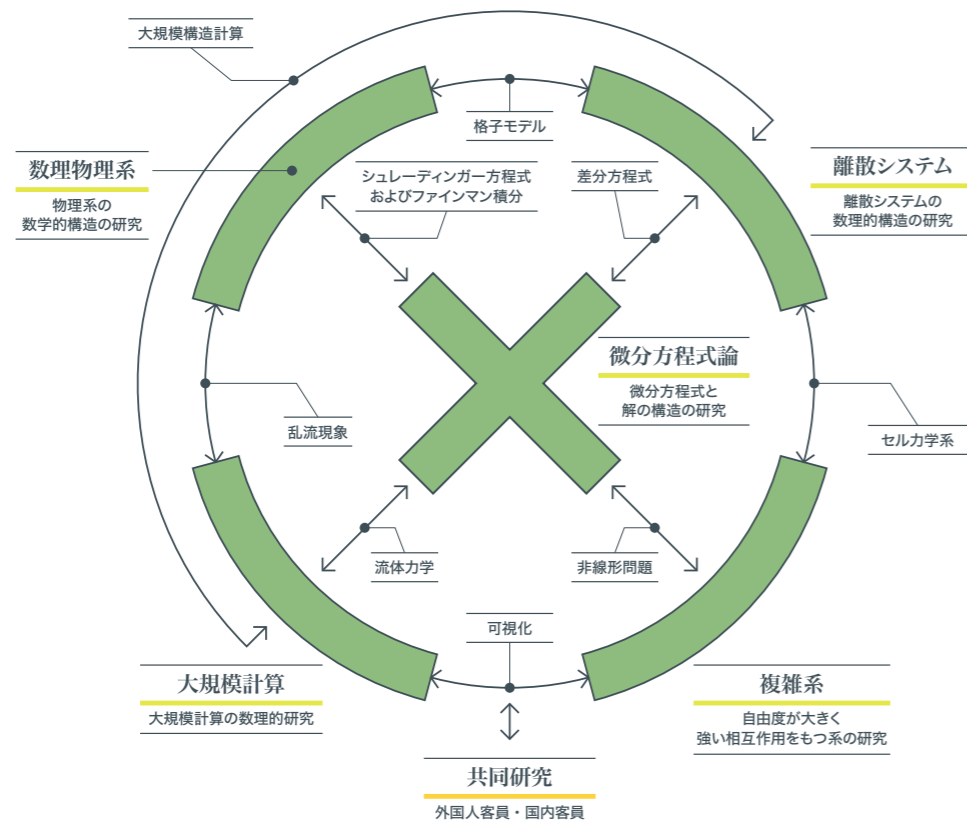 大規模構造計算
格子モデル
数理物理系
物理系の
数学的構造の研究
シュレーディンガー方程式
およびファインマン積分
差分方程式
離散システム
離散システムの
数理的構造の研究
微分方程式論
微分方程式と
解の構造の研究
乱流現象
セル力学系
流体力学
非線形問題
可視化
大規模計算
大規模計算の数理的研究
複雑系
自由度が大きく
強い相互作用をもつ系の研究
共同研究
外国人客員・国内客員